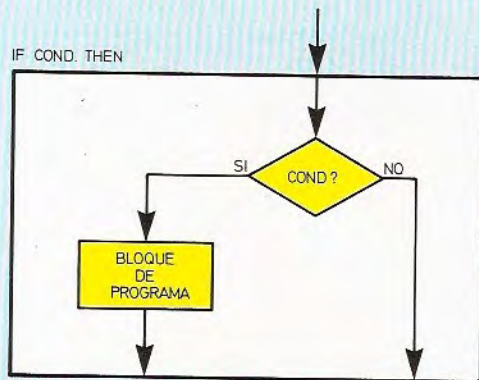 IF COND. THEN
SI
COND ?
NO
BLOQUE
DE
PROGRAMA